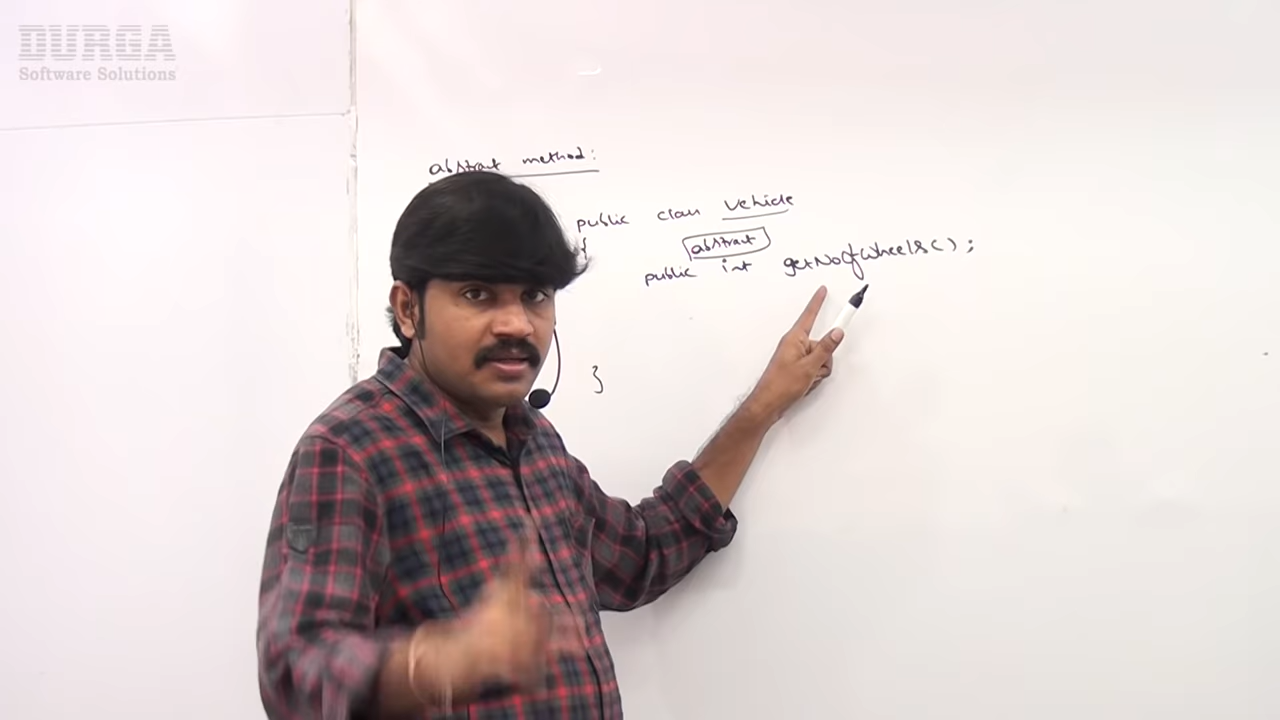 DURGA
Software Solutions
abstract method:
public class Vehicle
{
abstract
public int getNoOfWheels();
}